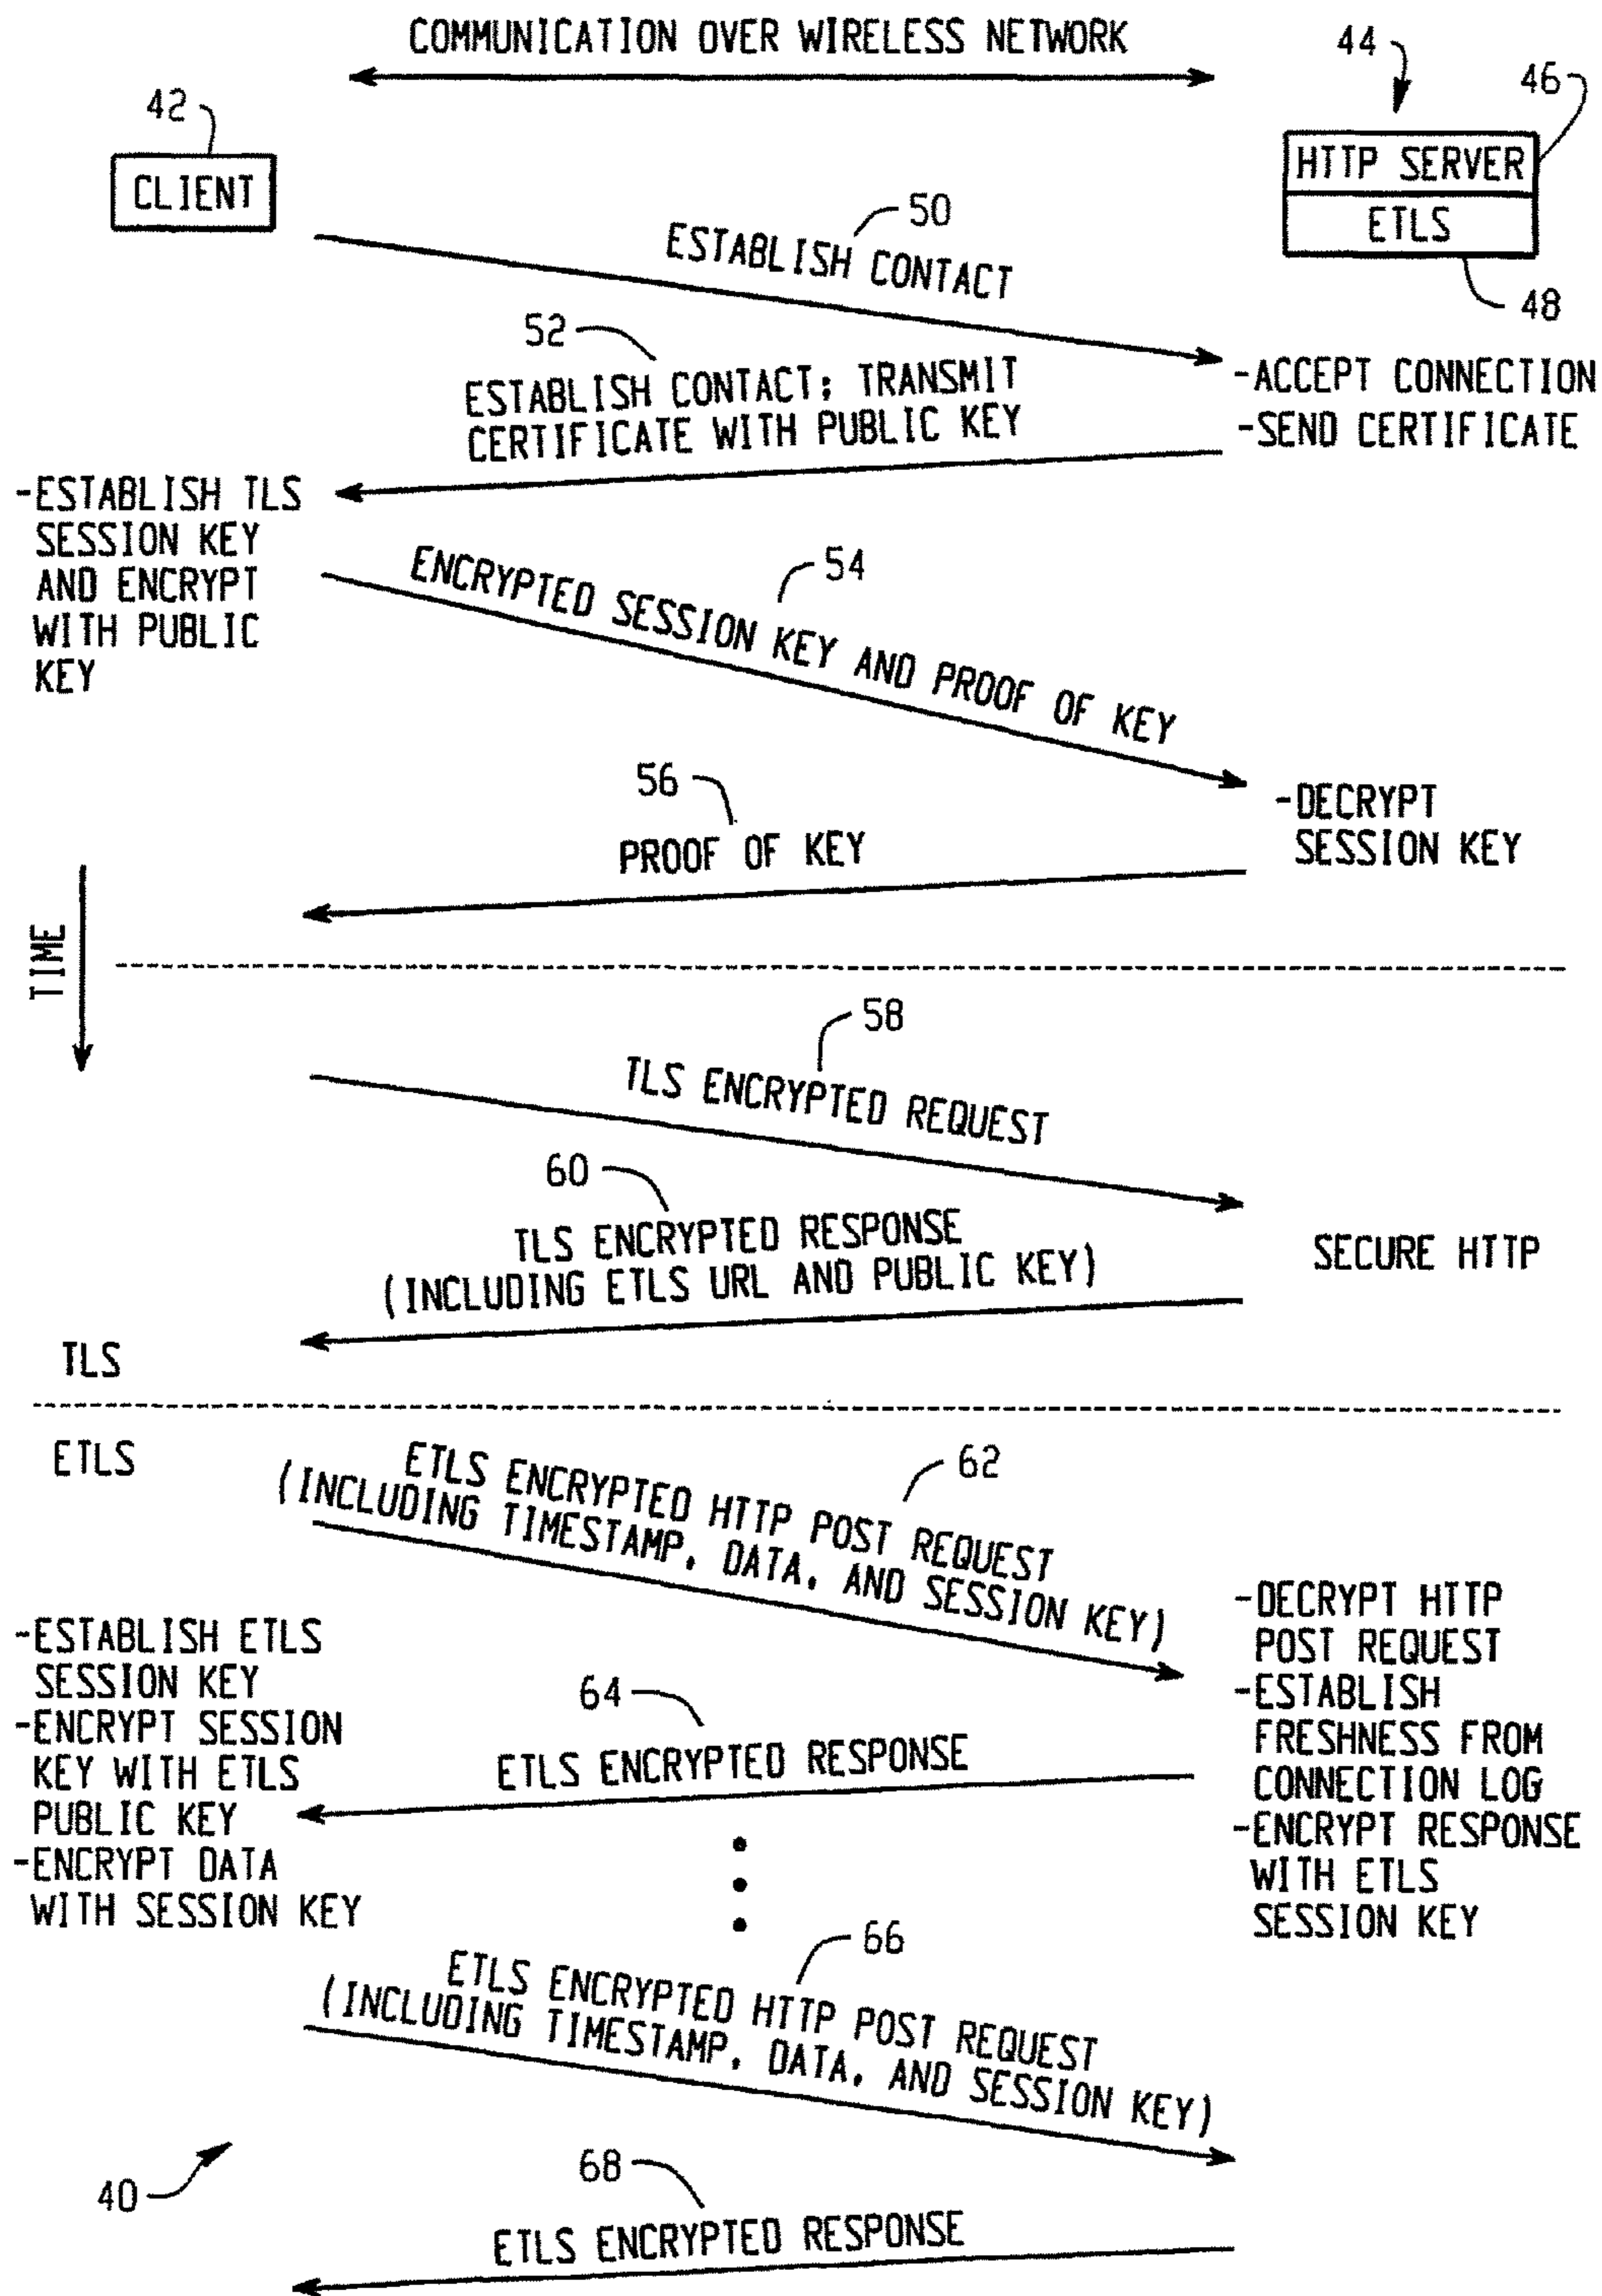 COMMUNICATION OVER WIRELESS NETWORK
44
46
42
CLIENT
HTTP SERVER
ETLS
48
50
ESTABLISH CONTACT
52
ESTABLISH CONTACT; TRANSMIT
CERTIFICATE WITH PUBLIC KEY
-ACCEPT CONNECTION
-SEND CERTIFICATE
-ESTABLISH TLS
SESSION KEY
AND ENCRYPT
WITH PUBLIC
KEY
54
ENCRYPTED SESSION KEY AND PROOF OF KEY
56
PROOF OF KEY
-DECRYPT
SESSION KEY
TIME
58
TLS ENCRYPTED REQUEST
60
TLS ENCRYPTED RESPONSE
(INCLUDING ETLS URL AND PUBLIC KEY)
SECURE HTTP
TLS
ETLS
62
ETLS ENCRYPTED HTTP POST REQUEST
(INCLUDING TIMESTAMP, DATA, AND SESSION KEY)
-ESTABLISH ETLS
SESSION KEY
-ENCRYPT SESSION
KEY WITH ETLS
PUBLIC KEY
-ENCRYPT DATA
WITH SESSION KEY
64
ETLS ENCRYPTED RESPONSE
-DECRYPT HTTP
POST REQUEST
-ESTABLISH
FRESHNESS FROM
CONNECTION LOG
-ENCRYPT RESPONSE
WITH ETLS
SESSION KEY
66
ETLS ENCRYPTED HTTP POST REQUEST
(INCLUDING TIMESTAMP, DATA, AND SESSION KEY)
40
68
ETLS ENCRYPTED RESPONSE